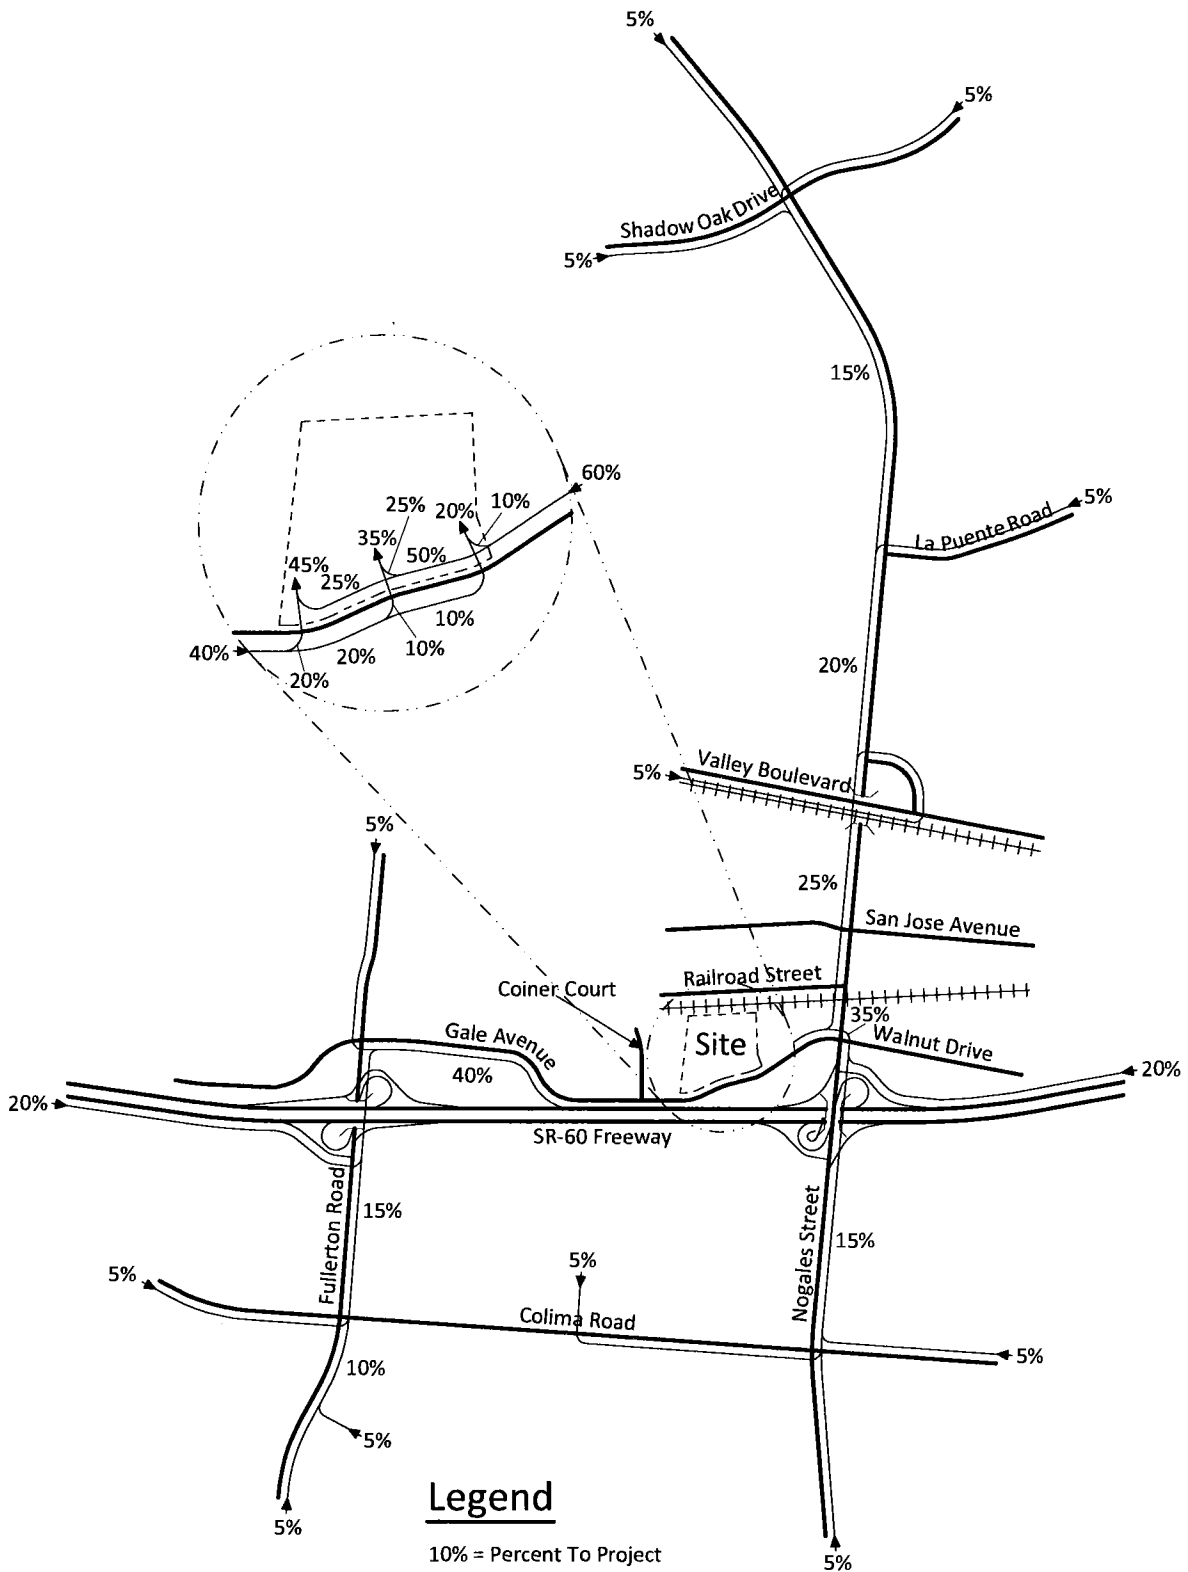 5%
5%
Shadow Oak Drive
5%
15%
60%
25%
20%
10%
5%
La Puente Road
35%
50%
45%
25%
10%
40%
20%
10%
20%
20%
Valley Boulevard
5%
5%
25%
San Jose Avenue
Railroad Street
Coiner Court
35%
Gale Avenue
Site
Walnut Drive
40%
20%
20%
SR-60 Freeway
Fullerton Road
15%
Nogales Street
15%
5%
5%
Colima Road
5%
10%
5%
5%
5%
Legend
10% = Percent To Project